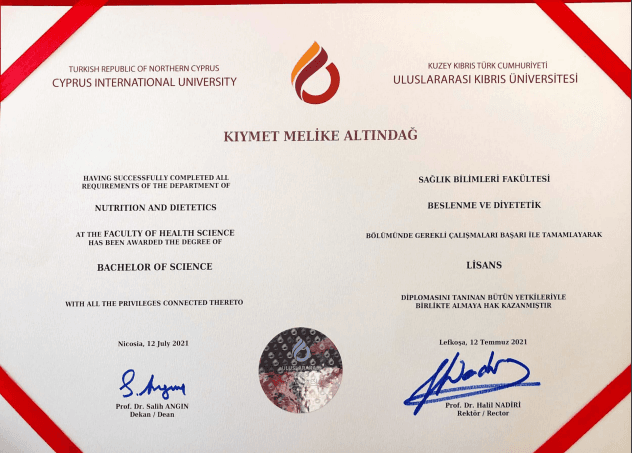 TURKISH REPUBLIC OF NORTHERN CYPRUS
CYPRUS INTERNATIONAL UNIVERSITY
KUZEY KIBRIS TÜRK CUMHURİYETİ
ULUSLARARASI KIBRIS ÜNİVERSİTESİ
KIYMET MELİKE ALTINDAĞ
HAVING SUCCESSFULLY COMPLETED ALL
REQUIREMENTS OF THE DEPARTMENT OF
NUTRITION AND DIETETICS
AT THE FACULTY OF HEALTH SCIENCE
HAS BEEN AWARDED THE DEGREE OF
BACHELOR OF SCIENCE
WITH ALL THE PRIVILEGES CONNECTED THERETO
Nicosia, 12 July 2021
Prof. Dr. Salih ANGIN
Dekan / Dean
SAĞLIK BİLİMLERİ FAKÜLTESİ
BESLENME VE DİYETETİK
BÖLÜMÜNDE GEREKLİ ÇALIŞMALARI BAŞARI İLE TAMAMLAYARAK
LİSANS
DİPLOMASINI TANINAN BÜTÜN YETKİLERİYLE
BİRLİKTE ALMAYA HAK KAZANMIŞTIR
Lefkoşa, 12 Temmuz 2021
Prof. Dr. Halil NADİRİ
Rektör / Rector
ULUSLARARASI